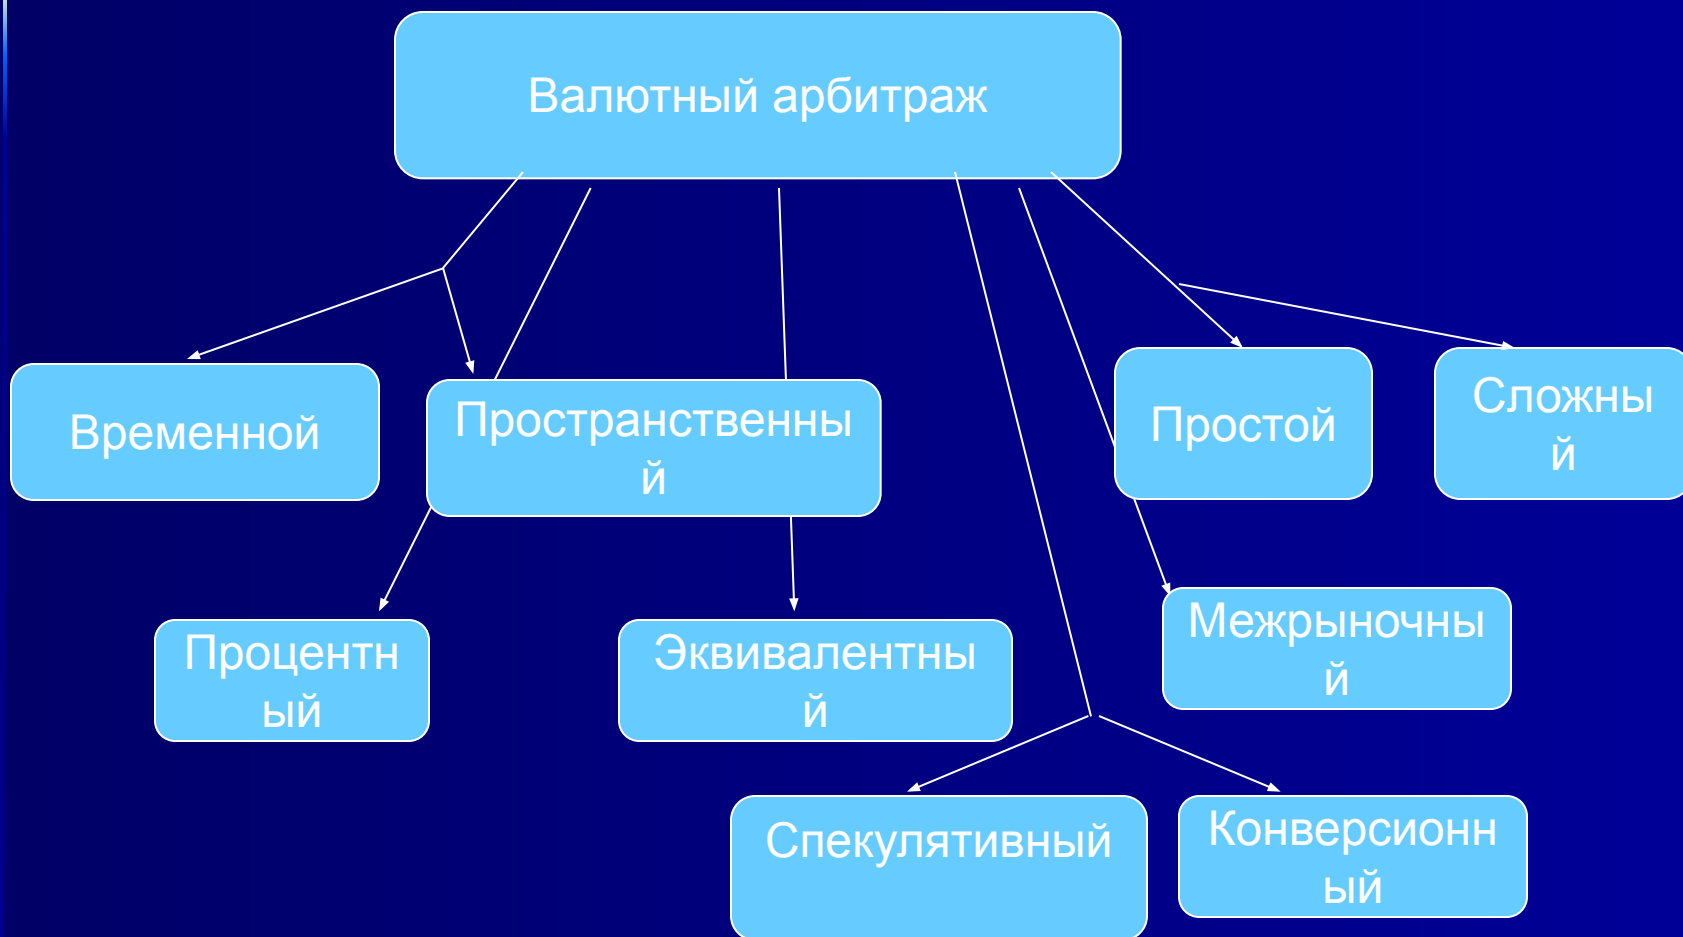 Валютный арбитраж
Временной
Пространственны
й
Простой
Сложны
й
Процентн
ый
Эквивалентны
й
Межрыночны
й
Спекулятивный
Конверсионн
ый